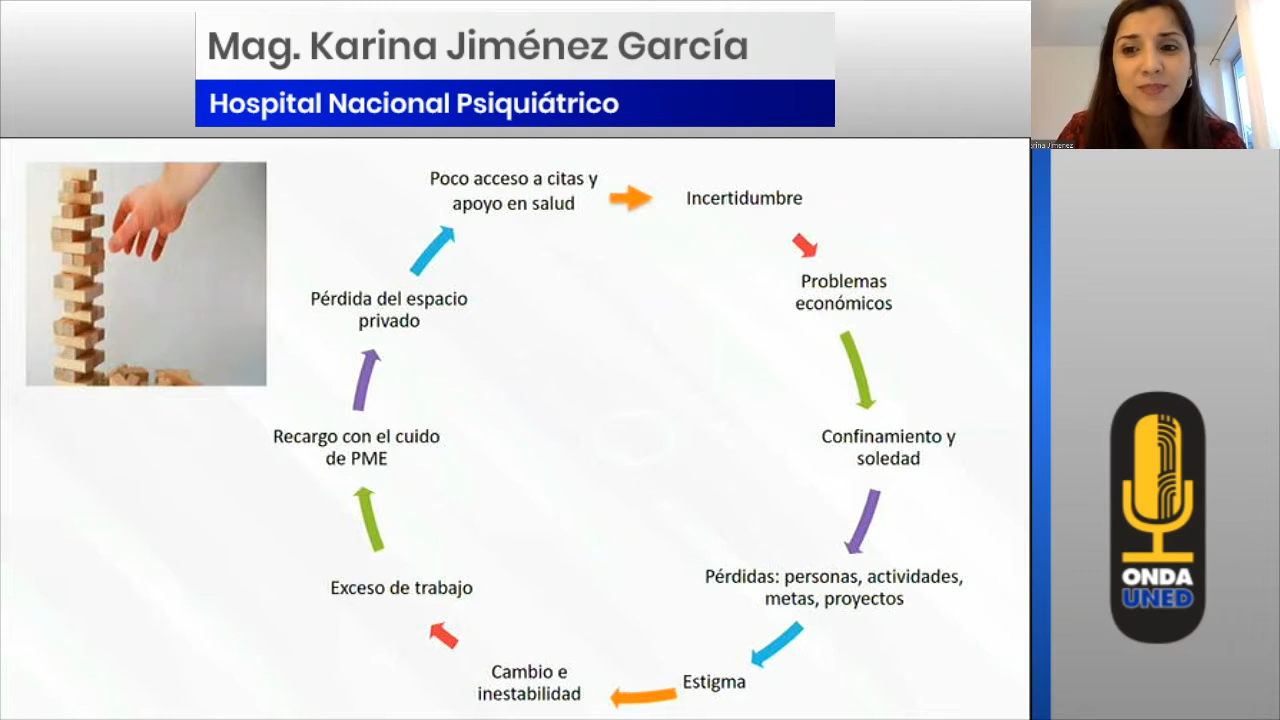 Mag. Karina Jiménez García
Hospital Nacional Psiquiátrico
Karina Jimenez
Poco acceso a citas y
apoyo en salud
Incertidumbre
Problemas
económicos
Confinamiento y
soledad
Pérdidas: personas, actividades,
metas, proyectos
Estigma
Cambio e
inestabilidad
Exceso de trabajo
Recargo con el cuido
de PME
Pérdida del espacio
privado
ONDA
UNED